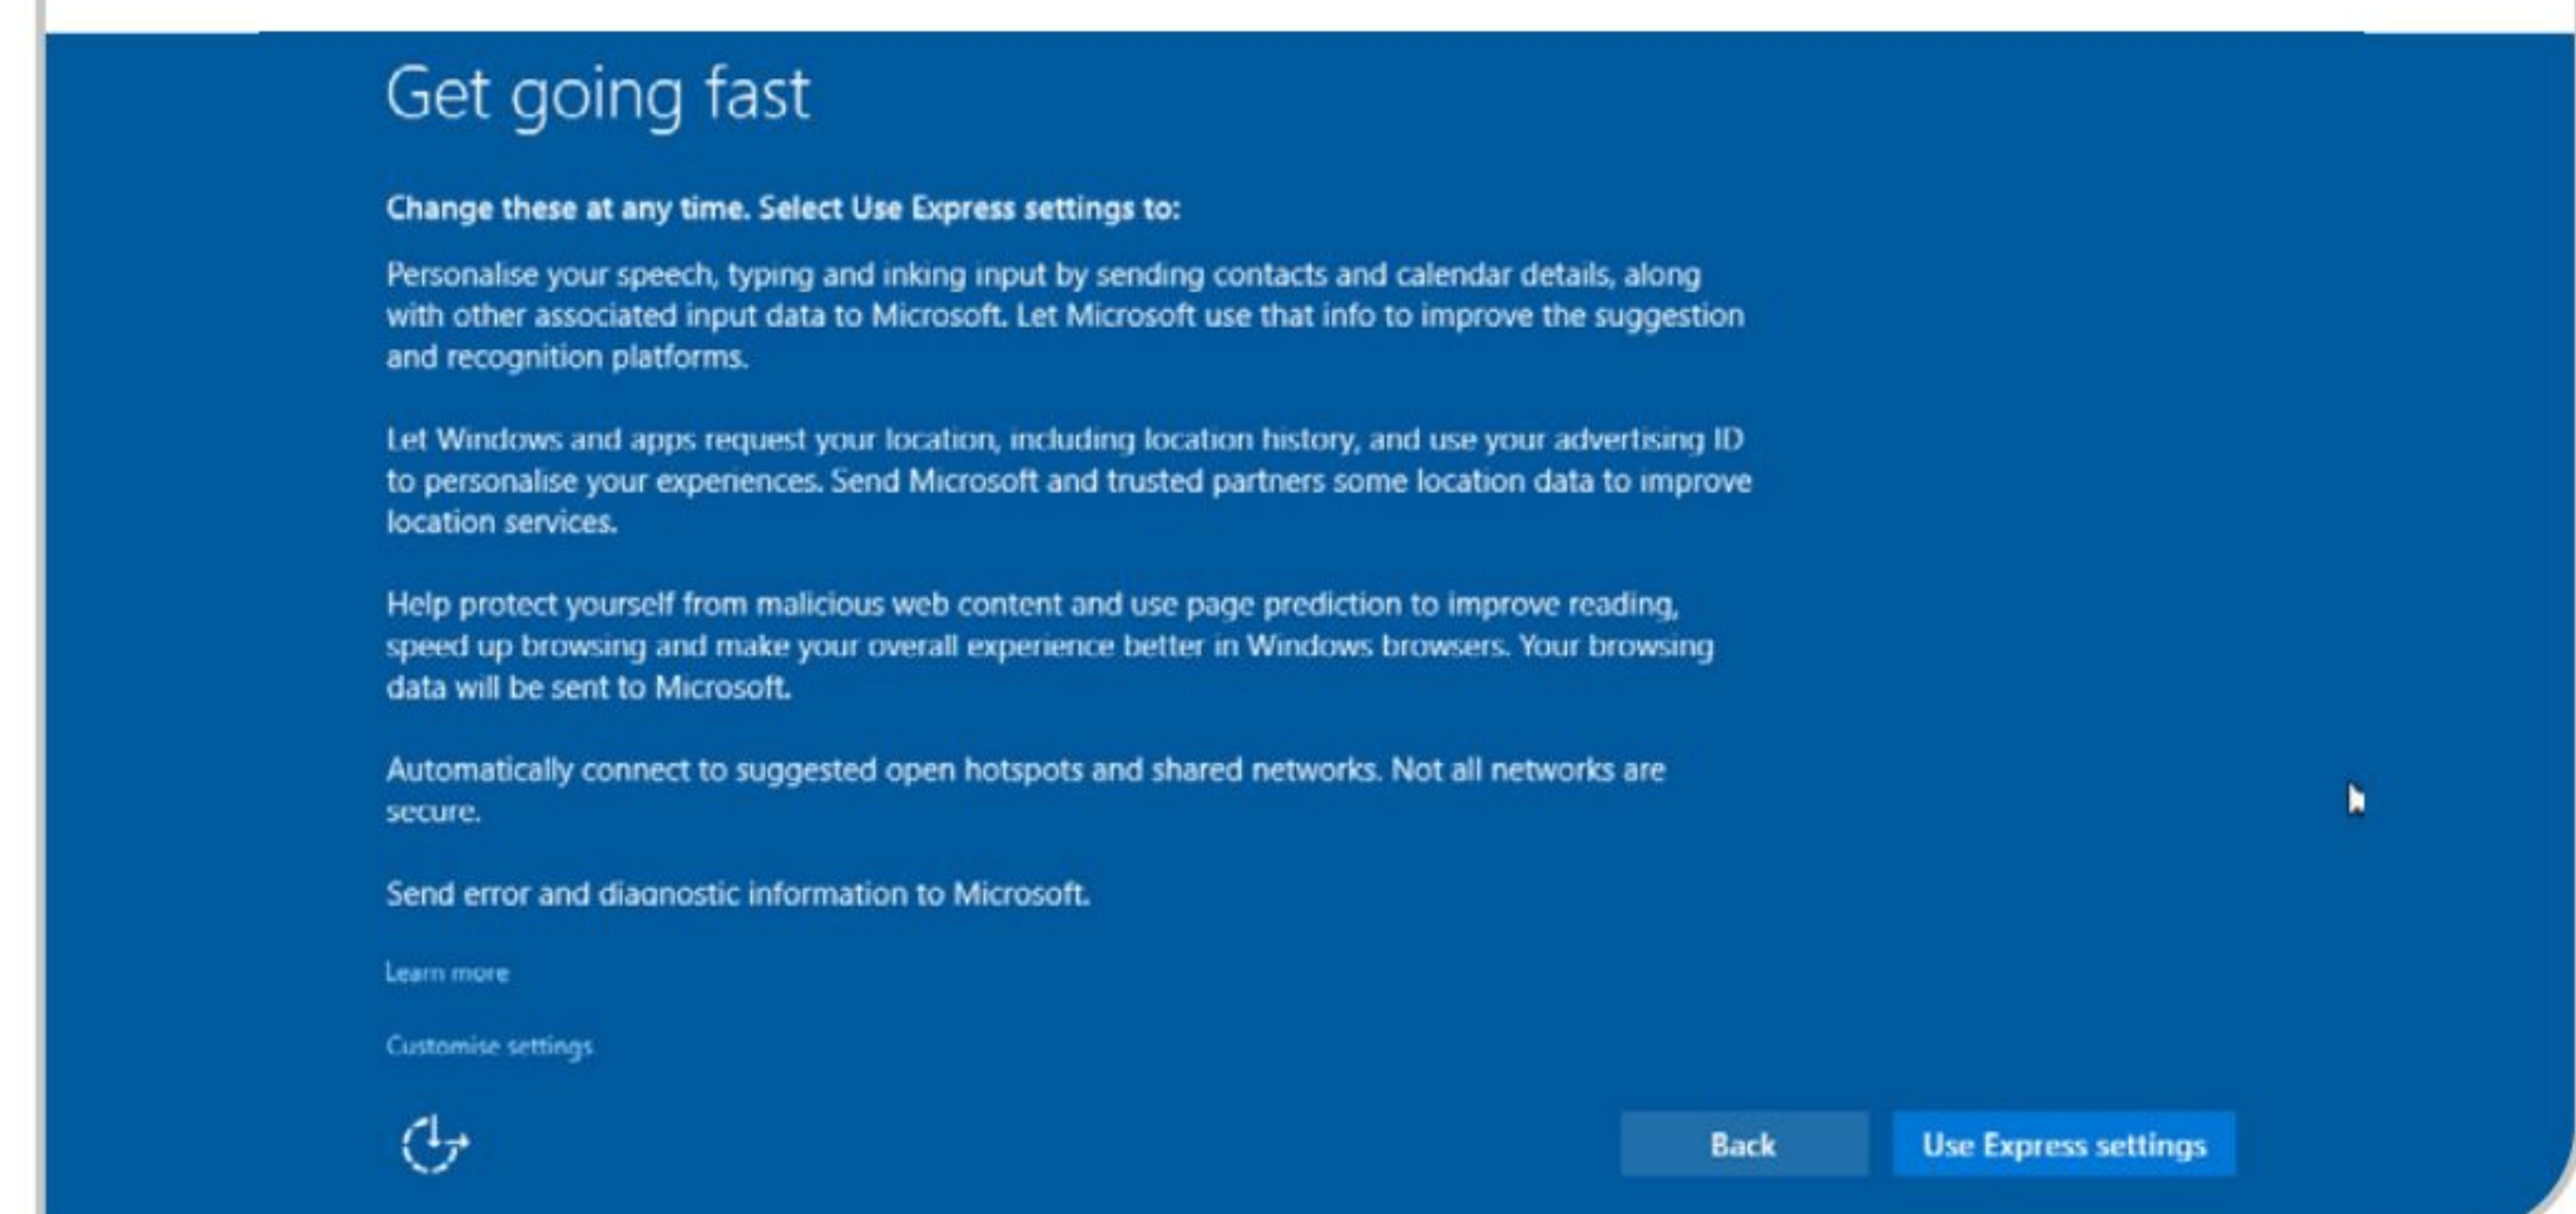 Get going fast
Change these at any time. Select Use Express settings to:
Personalise your speech, typing and inking input by sending contacts and calendar details, along
with other associated input data to Microsoft. Let Microsoft use that info to improve the suggestion
and recognition platforms.
Let Windows and apps request your location, including location history, and use your advertising ID
to personalise your experiences. Send Microsoft and trusted partners some location data to improve
location services.
Help protect yourself from malicious web content and use page prediction to improve reading,
speed up browsing and make your overall experience better in Windows browsers. Your browsing
data will be sent to Microsoft.
Automatically connect to suggested open hotspots and shared networks. Not all networks are
secure.
Send error and diagnostic information to Microsoft.
Learn more
Customise settings
Back
Use Express settings